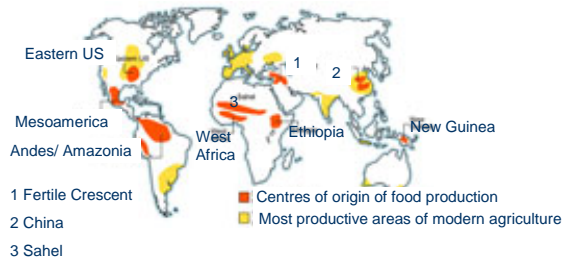 Eastern US
1
2
3
Mesoamerica
West
Africa
Ethiopia
New Guinea
Andes/ Amazonia
1 Fertile Crescent
2 China
3 Sahel
Centres of origin of food production
Most productive areas of modern agriculture